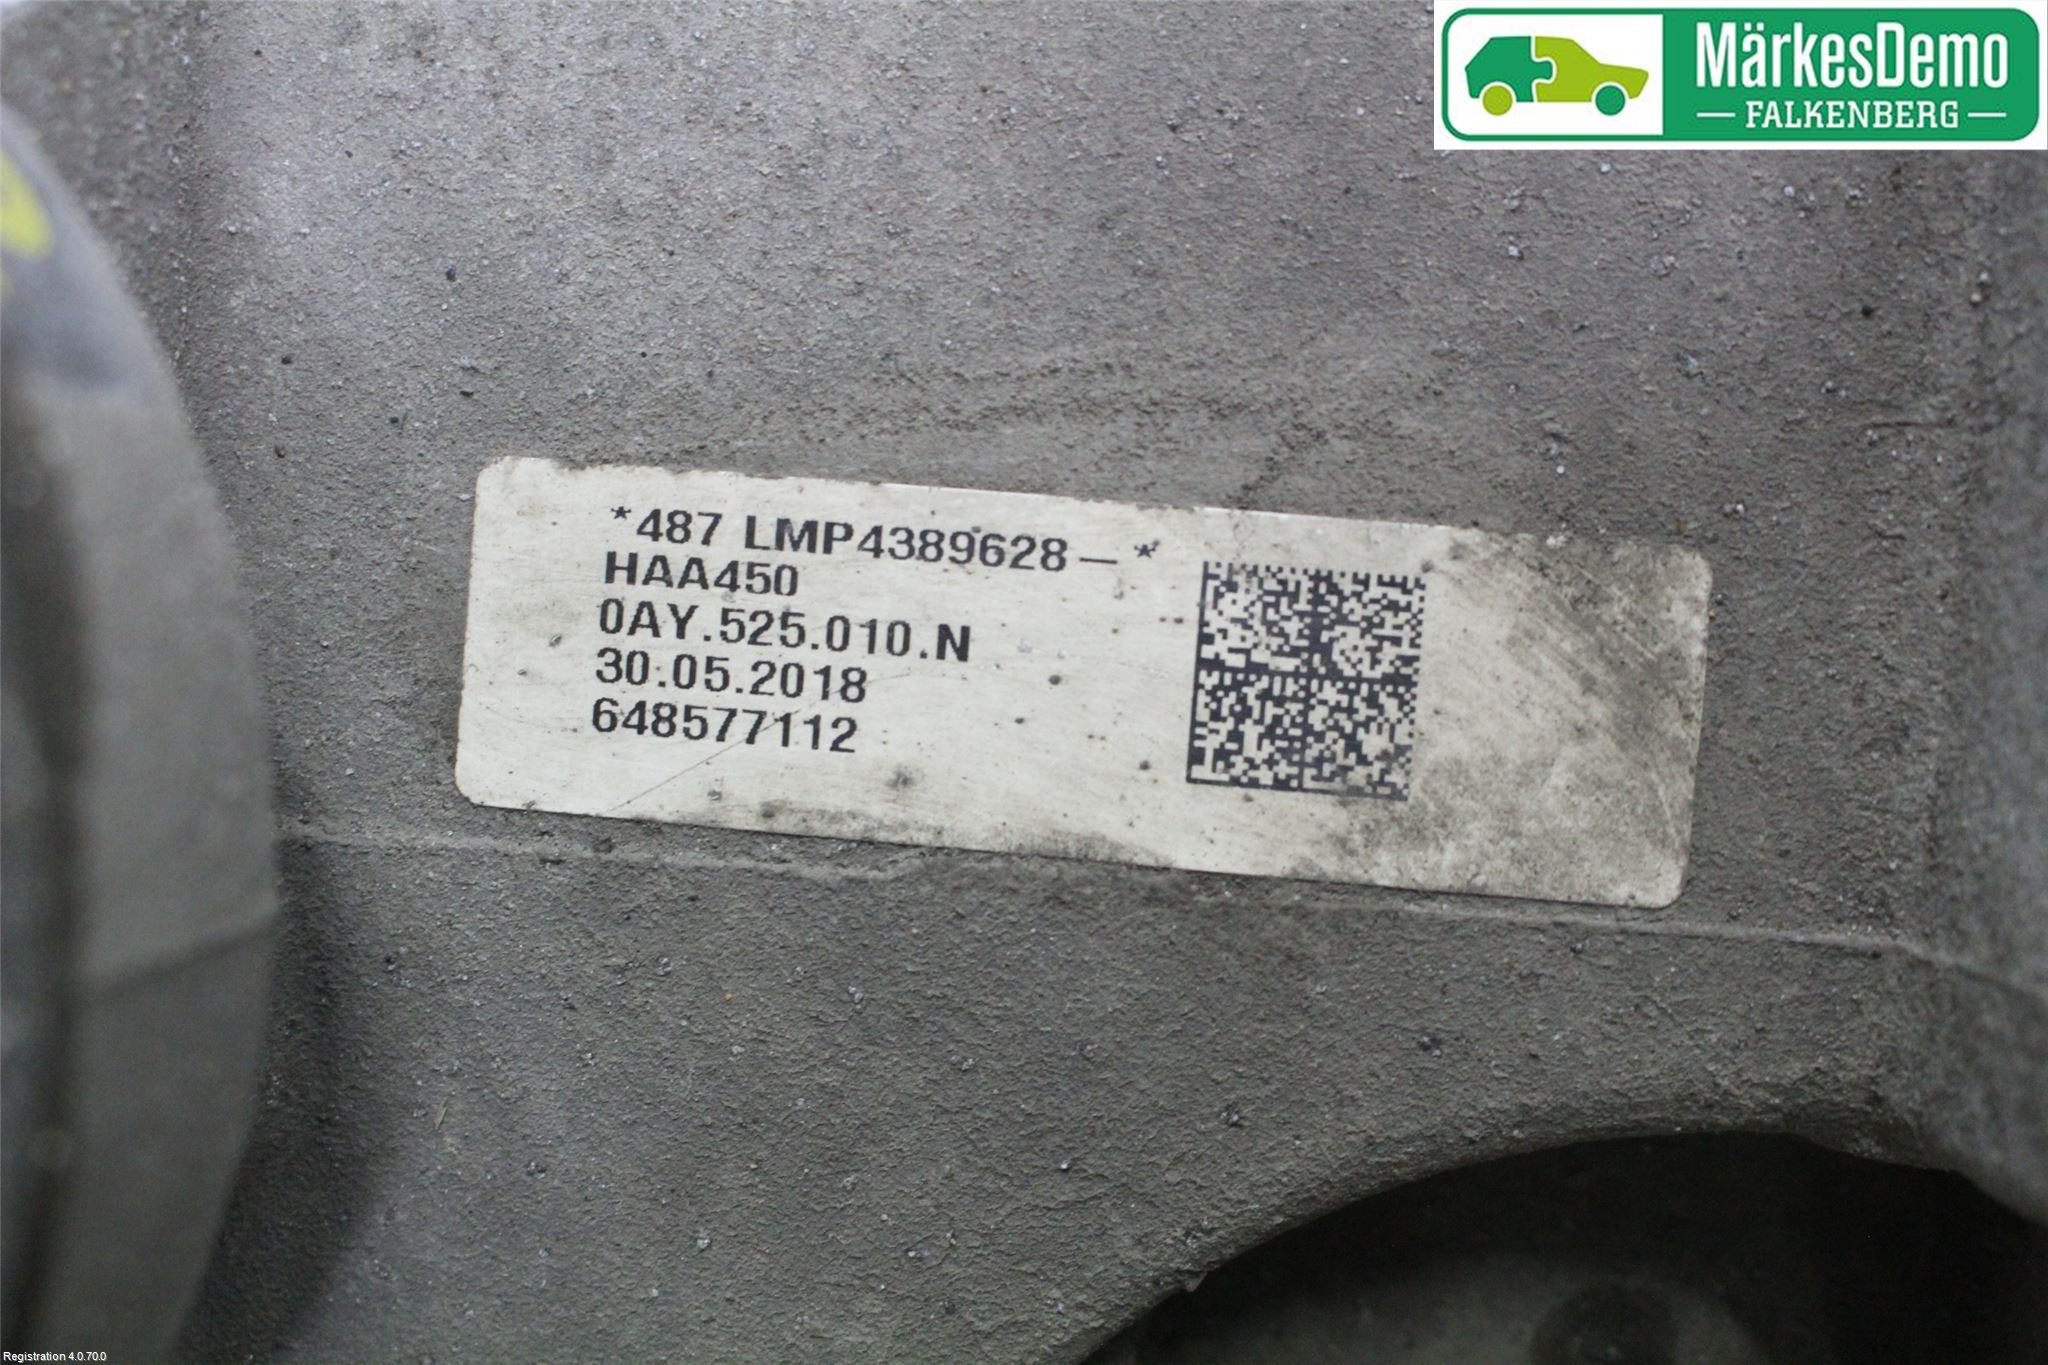 MärkesDemo
FALKENBERG
*487 LMP4389628-*
HAA450
0AY.525.010.N
30.05.2018
648577112
Registration 4.0.70.0